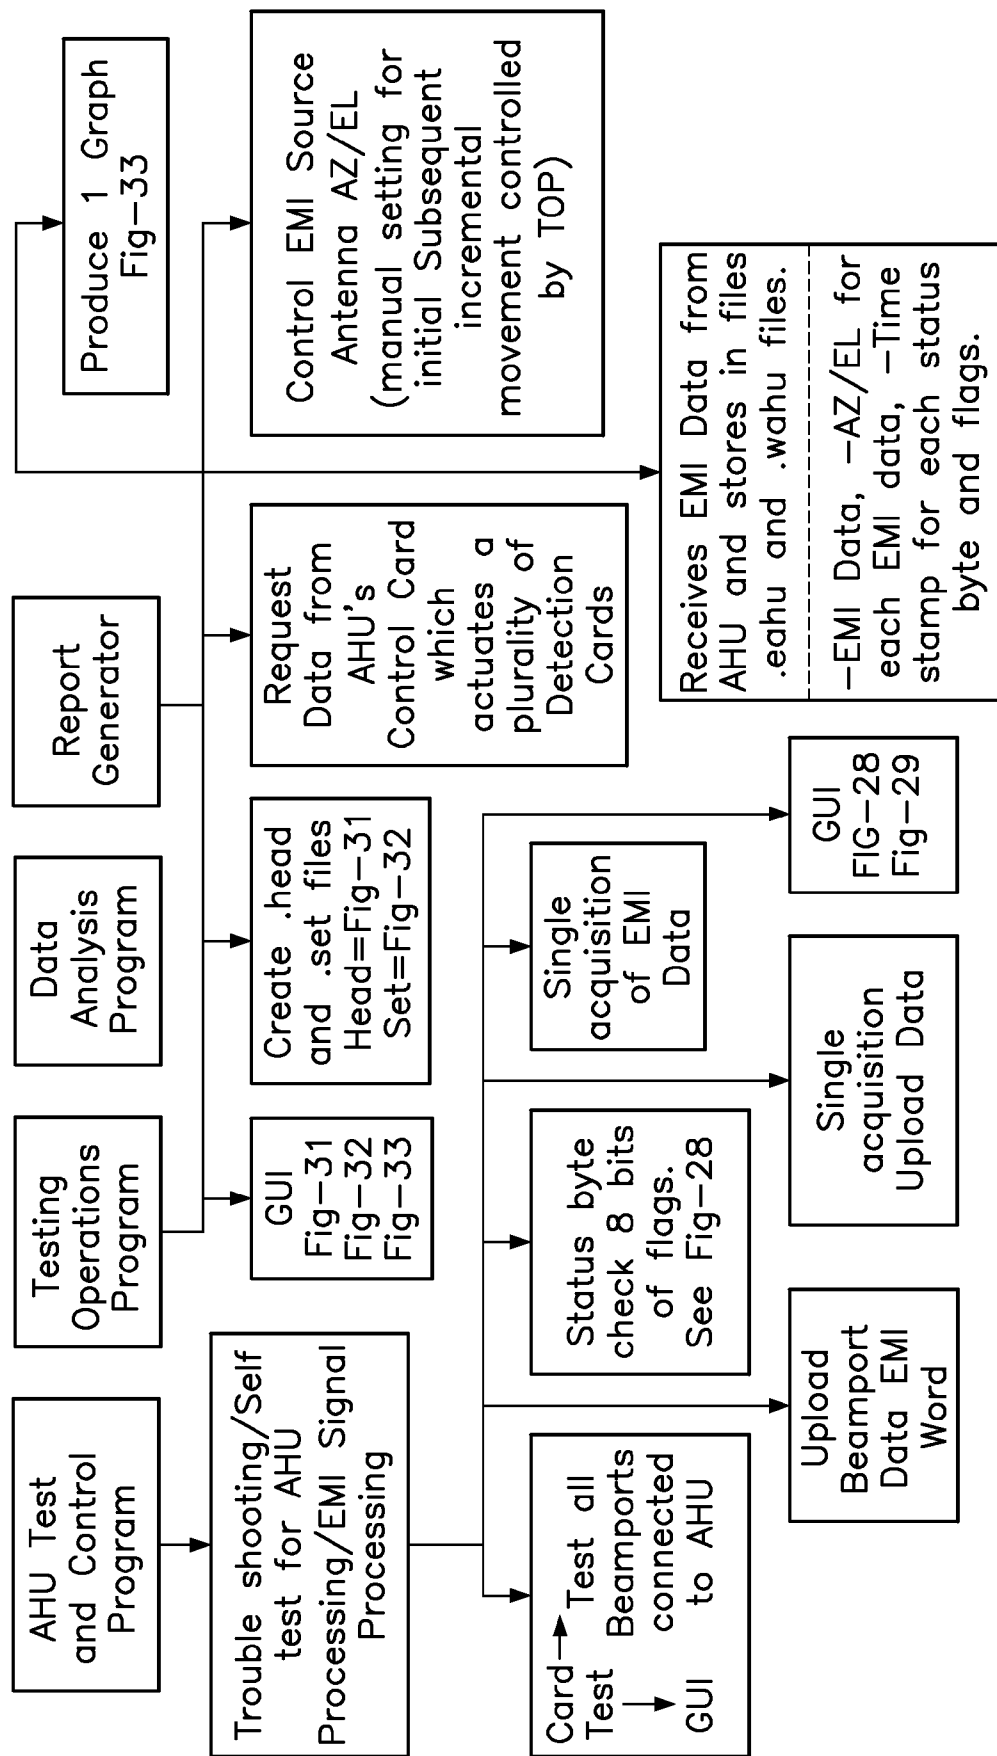 AHU Test
and Control
Program
Testing
Operations
Program
Data
Analysis
Program
Report
Generator
Produce 1 Graph
Fig-33
Trouble shooting/Self
test for AHU
Processing/EMI Signal
Processing
GUI
Fig-31
Fig-32
Fig-33
Create .head
and .set files
Head=Fig-31
Set=Fig-32
Request
Data from
AHU's
Control Card
which
actuates a
plurality of
Detection
Cards
Control EMI Source
Antenna AZ/EL
(manual setting for
initial Subsequent
incremental
movement controlled
by TOP)
Card Test all
Test Beamports
connected
GUI to AHU
Status byte
check 8 bits
of flags.
See Fig-28
Single
acquisition
of EMI
Data
Receives EMI Data from
AHU and stores in files
.eahu and .wahu files.
-EMI Data, -AZ/EL for
each EMI data, -Time
stamp for each status
byte and flags.
Upload
Beamport
Data EMI
Word
Single
acquisition
Upload Data
GUI
FIG-28
Fig-29